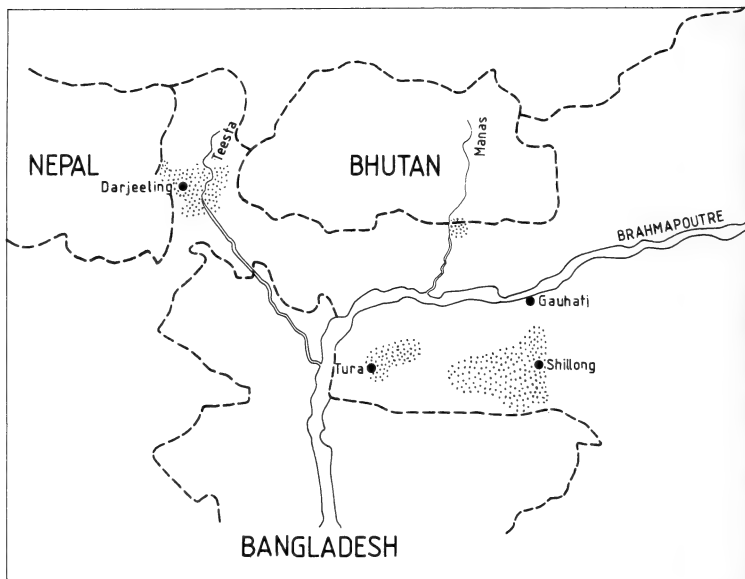 Teesta
Manas
NEPAL
BHUTAN
Darjeeling
BRAHMAPOUTRE
Gauhati
Tura
Shillong
BANGLADESH